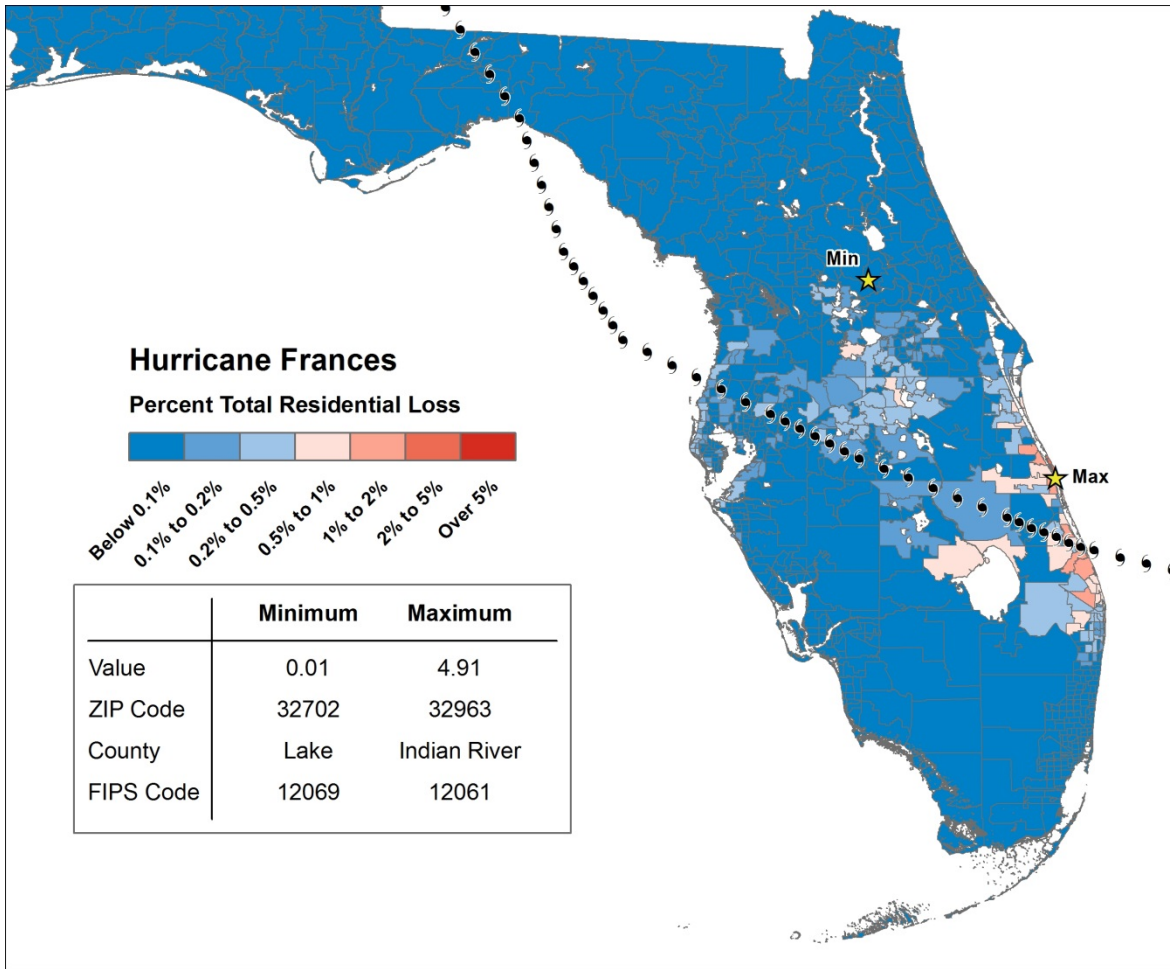 Min
Max
Hurricane Frances
Percent Total Residential Loss
Below 0.1%
0.1% to 0.2%
0.2% to 0.5%
0.5% to 1%
1% to 2%
2% to 5%
Over 5%
Minimum Maximum
Value 0.01 4.91
ZIP Code 32702 32963
County Lake Indian River
FIPS Code 12069 12061